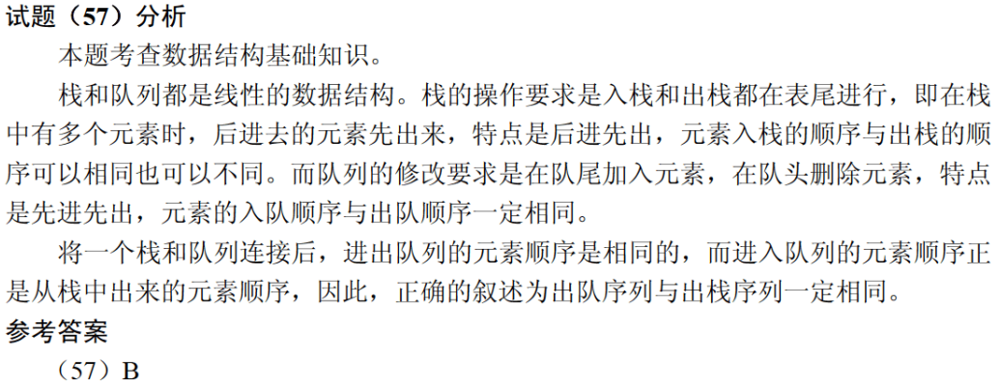 试题（57）分析
本题考查数据结构基础知识。
栈和队列都是线性的数据结构。栈的操作要求是入栈和出栈都在表尾进行，即在栈
中有多个元素时，后进去的元素先出来，特点是后进先出，元素入栈的顺序与出栈的顺
序可以相同也可以不同。而队列的修改要求是在队尾加入元素，在队头删除元素，特点
是先进先出，元素的入队顺序与出队顺序一定相同。
将一个栈和队列连接后，进出队列的元素顺序是相同的，而进入队列的元素顺序正
是从栈中出来的元素顺序，因此，正确的叙述为出队序列与出栈序列一定相同。
参考答案
（57）B